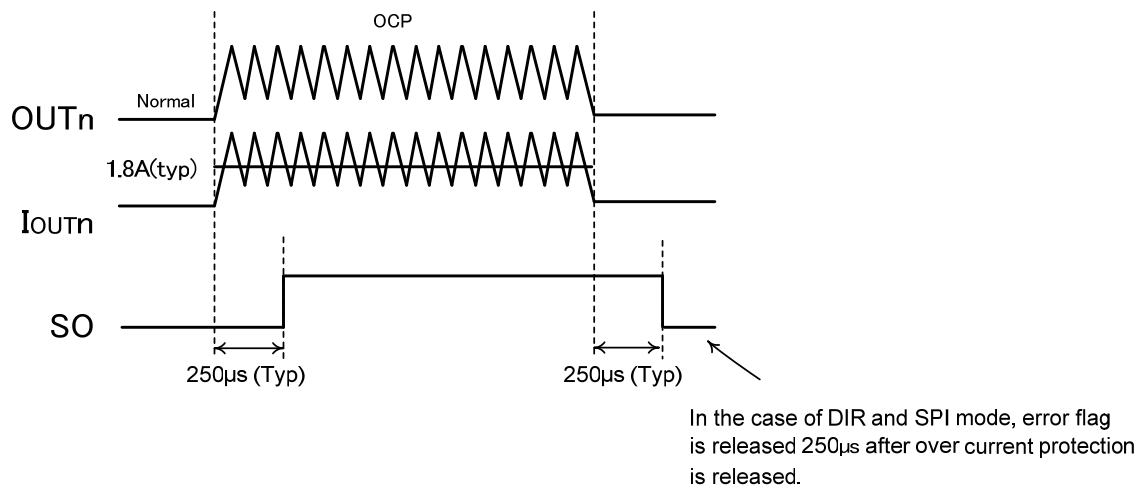 OCP
Normal
OUTn
1.8A(typ)
IOUTn
SO
250µs (Typ)
250µs (Typ)
In the case of DIR and SPI mode, error flag
is released 250µs after over current protection
is released.